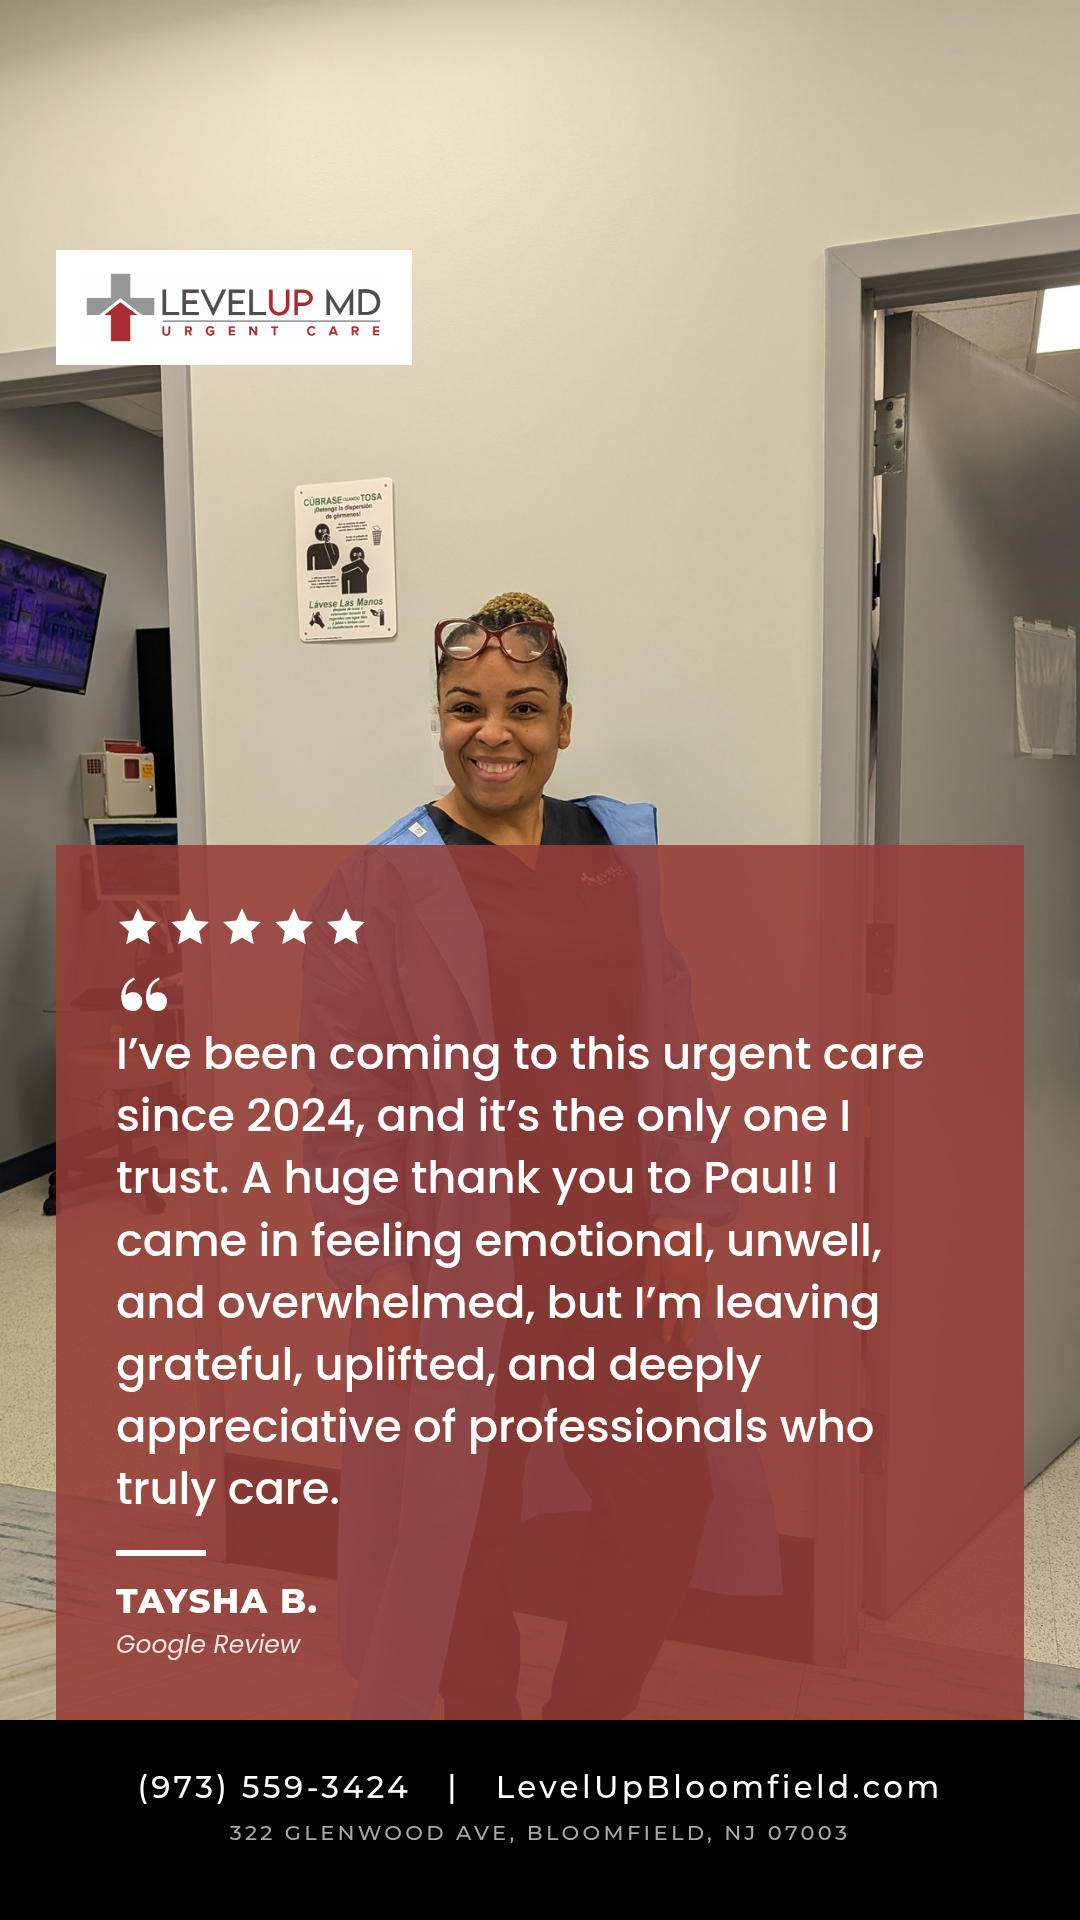 LEVELUP MD
URGENT CARE
CÚBRASE CUANDO TOSA
¡Detenga la dispersión
de gérmenes!
Lávese Las Manos
I’ve been coming to this urgent care
since 2024, and it’s the only one I
trust. A huge thank you to Paul! I
came in feeling emotional, unwell,
and overwhelmed, but I’m leaving
grateful, uplifted, and deeply
appreciative of professionals who
truly care.
TAYSHA B.
Google Review
(973) 559-3424 | LevelUpBloomfield.com
322 GLENWOOD AVE, BLOOMFIELD, NJ 07003